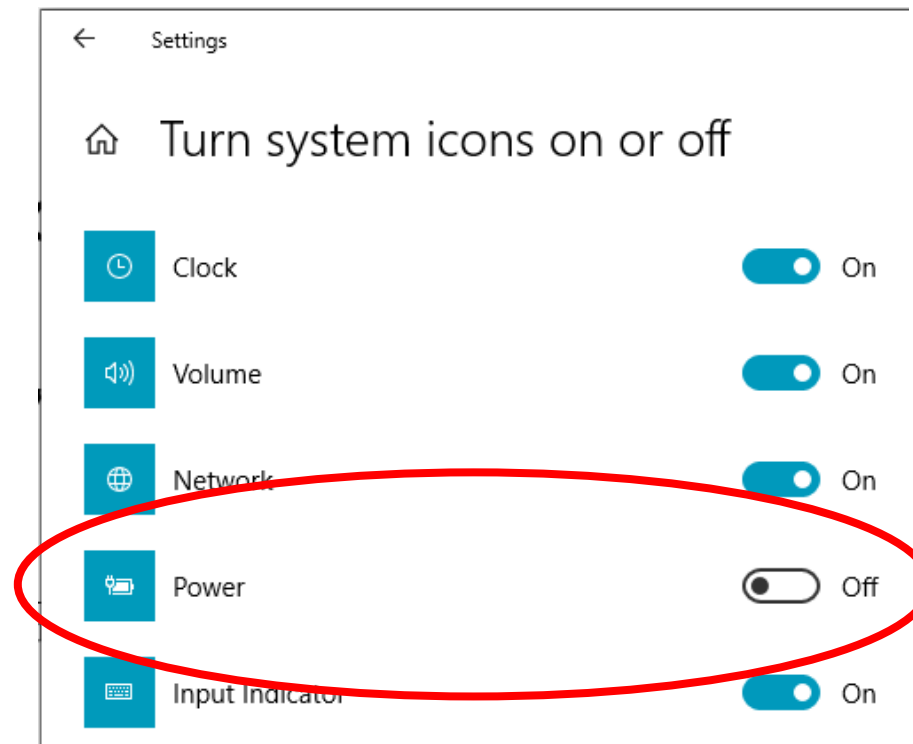 Settings
Turn system icons on or off
Clock On
Volume On
Network On
Power Off
Input Indicator On